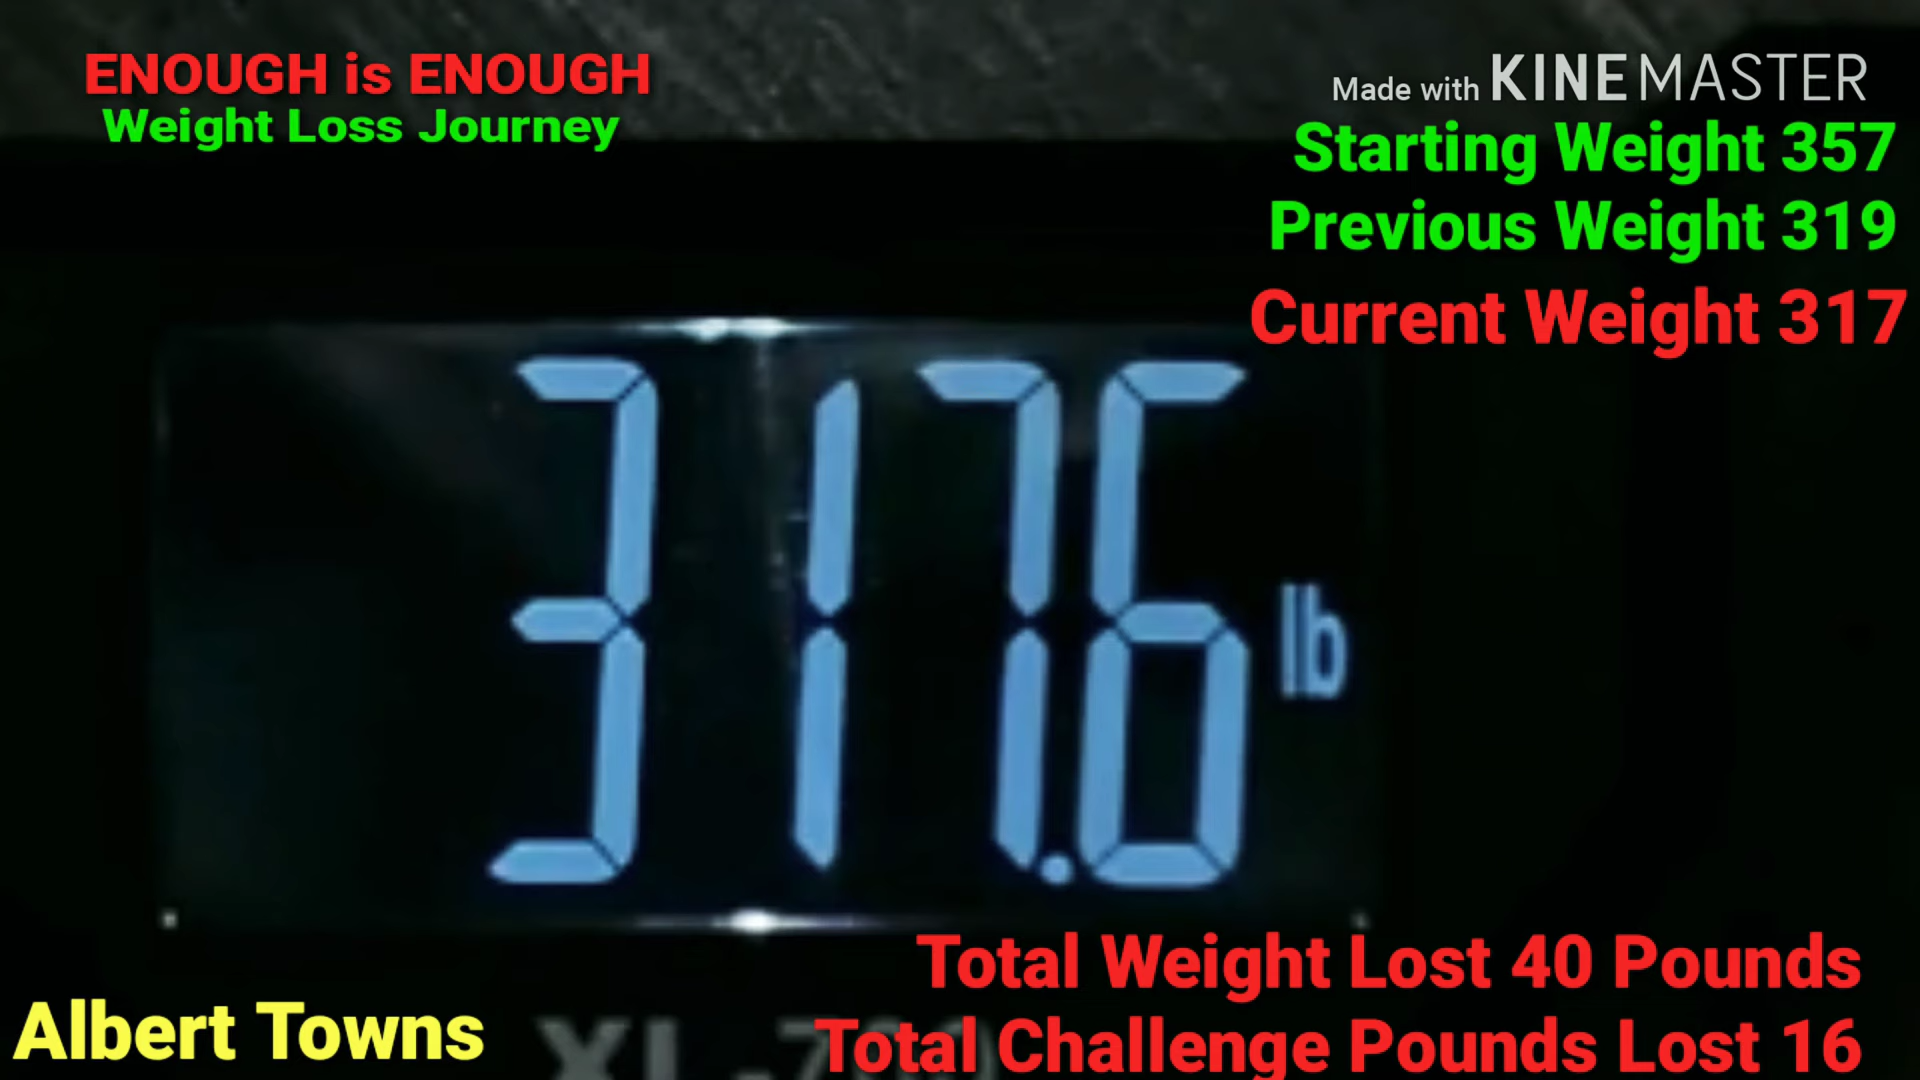 ENOUGH is ENOUGH
Weight Loss Journey
Made with KINEMASTER
Starting Weight 357
Previous Weight 319
Current Weight 317
317.6 lb
Total Weight Lost 40 Pounds
Albert Towns
Total Challenge Pounds Lost 16